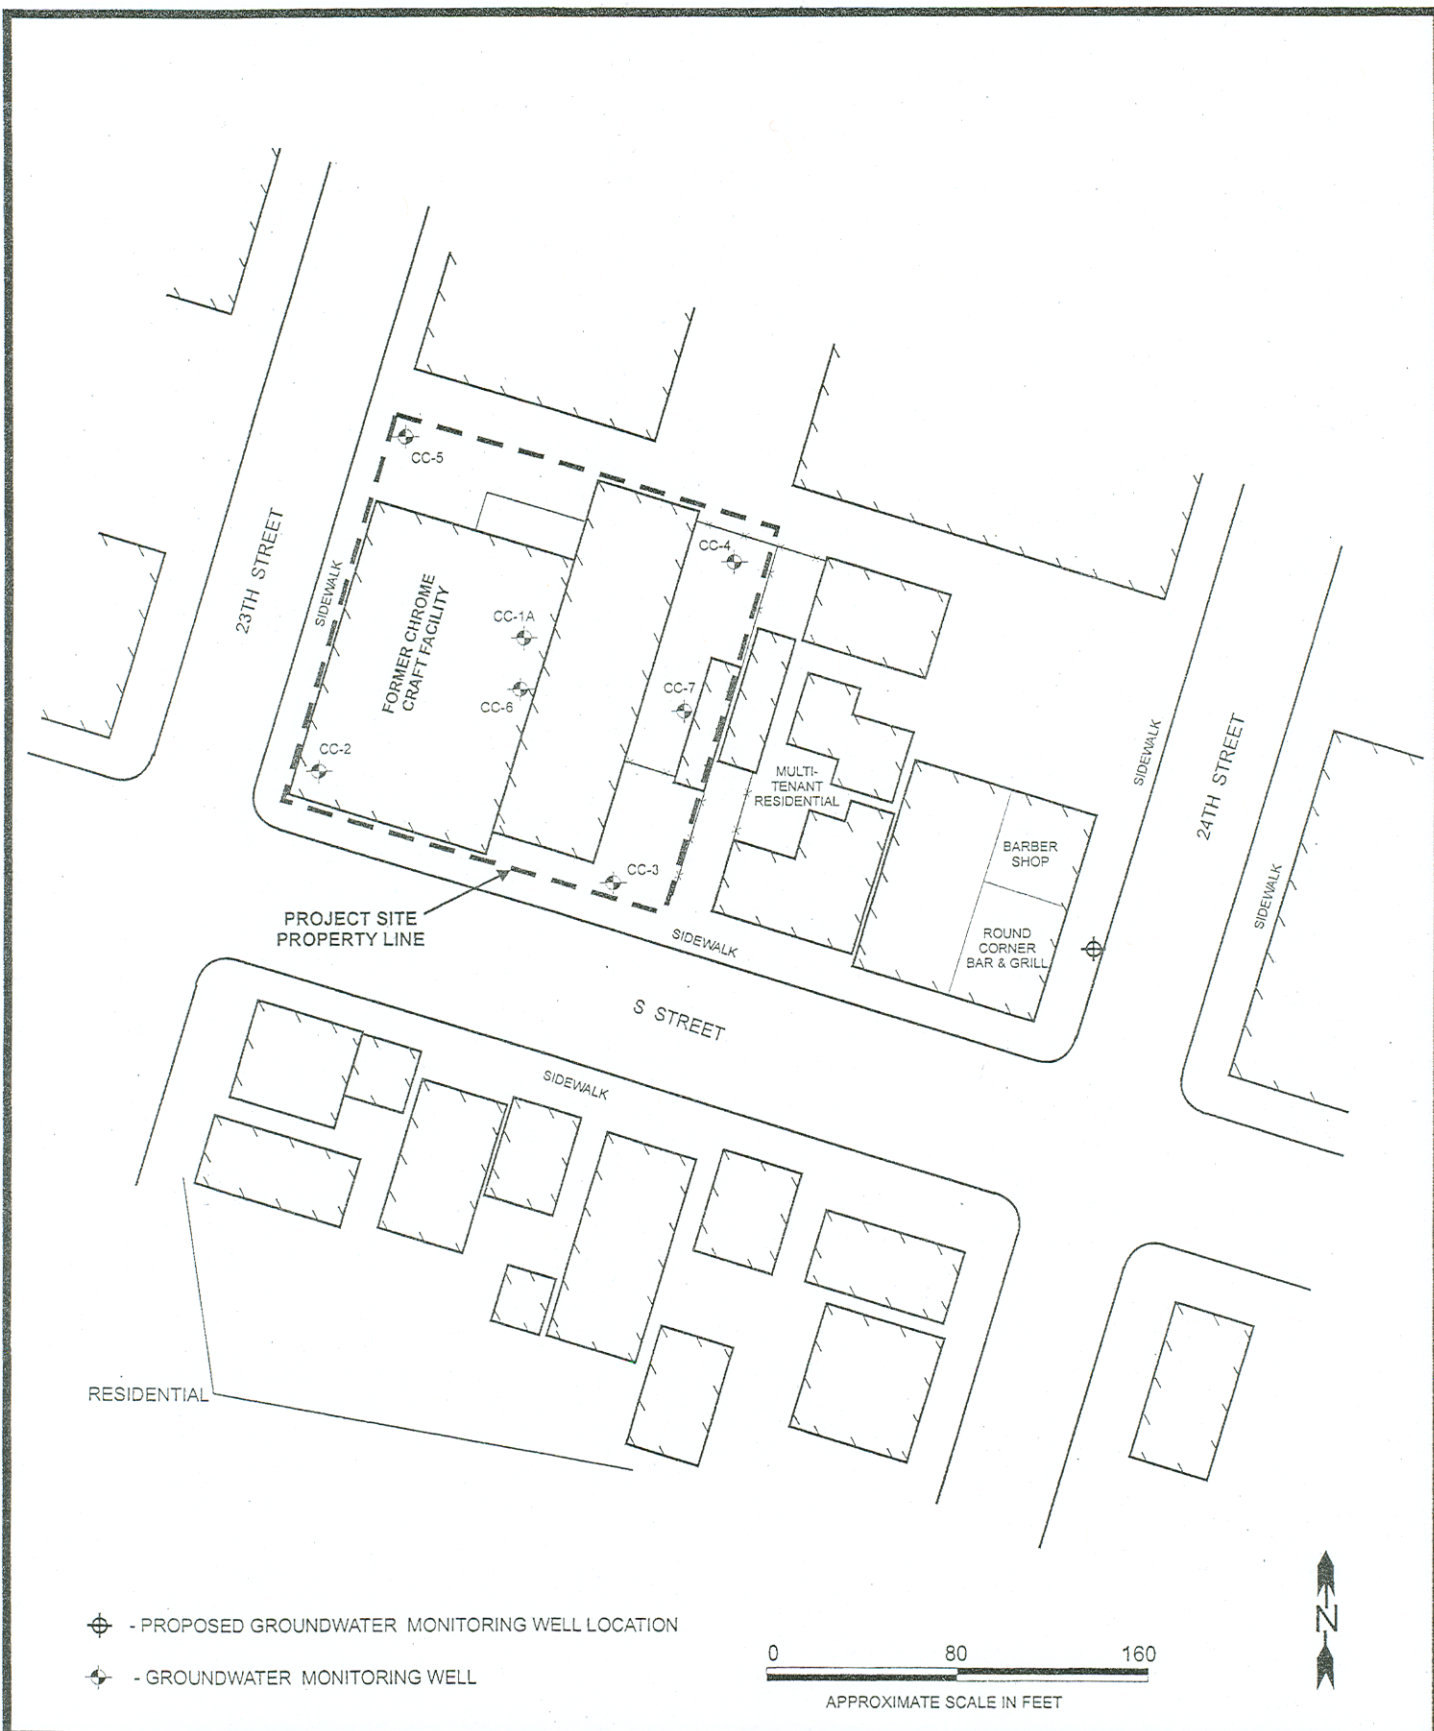 CC-5
23TH STREET
SIDEWALK
FORMER CHROME
CRAFT FACILITY
CC-4
CC-1A
CC-6
CC-7
CC-2
CC-3
MULTI-
TENANT
RESIDENTIAL
SIDEWALK
24TH STREET
BARBER
SHOP
SIDEWALK
ROUND
CORNER
BAR & GRILL
PROJECT SITE
PROPERTY LINE
SIDEWALK
S STREET
SIDEWALK
RESIDENTIAL
- PROPOSED GROUNDWATER MONITORING WELL LOCATION
- GROUNDWATER MONITORING WELL
0 80 160
APPROXIMATE SCALE IN FEET
N